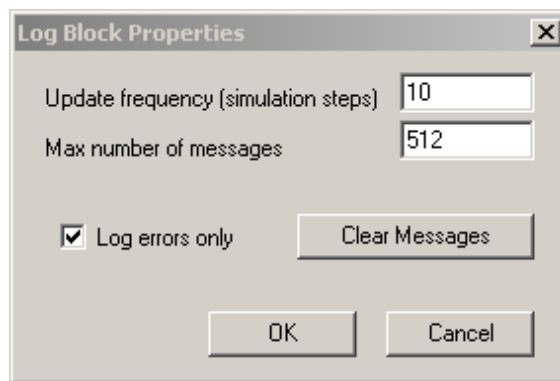 Log Block Properties
Update frequency (simulation steps) 10
Max number of messages 512
Log errors only Clear Messages
OK Cancel